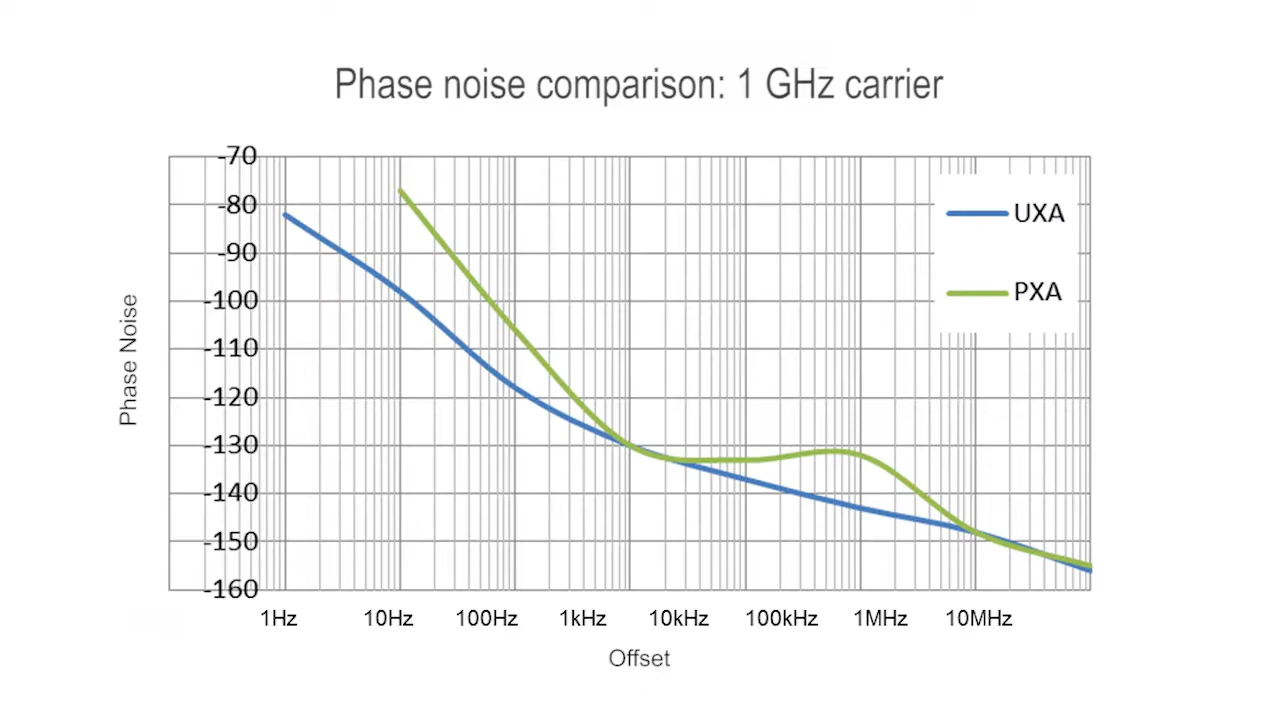 Phase noise comparison: 1 GHz carrier
-70
-80
-90
-100
-110
-120
-130
-140
-150
-160
Phase Noise
UXA
PXA
1Hz 10Hz 100Hz 1kHz 10kHz 100kHz 1MHz 10MHz
Offset